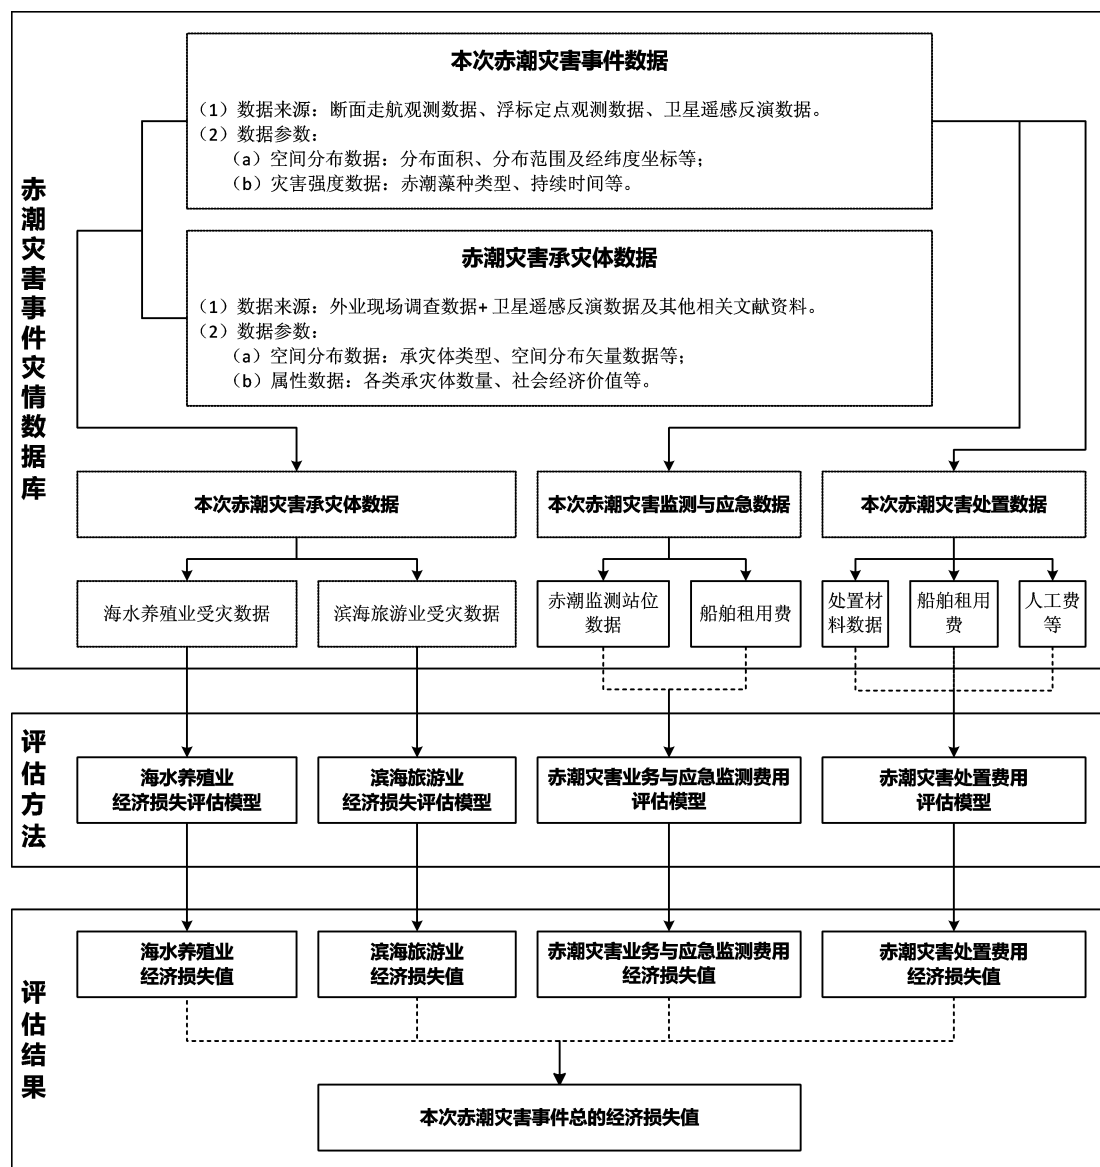 赤潮灾害事件灾情数据库
本次赤潮灾害事件数据
（1）数据来源：断面走航观测数据、浮标定点观测数据、卫星遥感反演数据。
（2）数据参数：
（a）空间分布数据：分布面积、分布范围及经纬度坐标等；
（b）灾害强度数据：赤潮藻种类型、持续时间等。
赤潮灾害承灾体数据
（1）数据来源：外业现场调查数据+ 卫星遥感反演数据及其他相关文献资料。
（2）数据参数：
（a）空间分布数据：承灾体类型、空间分布矢量数据等；
（b）属性数据：各类承灾体数量、社会经济价值等。
本次赤潮灾害承灾体数据
本次赤潮灾害监测与应急数据
本次赤潮灾害处置数据
海水养殖业受灾数据
滨海旅游业受灾数据
赤潮监测站位
数据
船舶租用费
处置材
料数据
船舶租用
费
人工费
等
评估方法
海水养殖业
经济损失评估模型
滨海旅游业
经济损失评估模型
赤潮灾害业务与应急监测费用
评估模型
赤潮灾害处置费用
评估模型
评估结果
海水养殖业
经济损失值
滨海旅游业
经济损失值
赤潮灾害业务与应急监测费用
经济损失值
赤潮灾害处置费用
经济损失值
本次赤潮灾害事件总的经济损失值